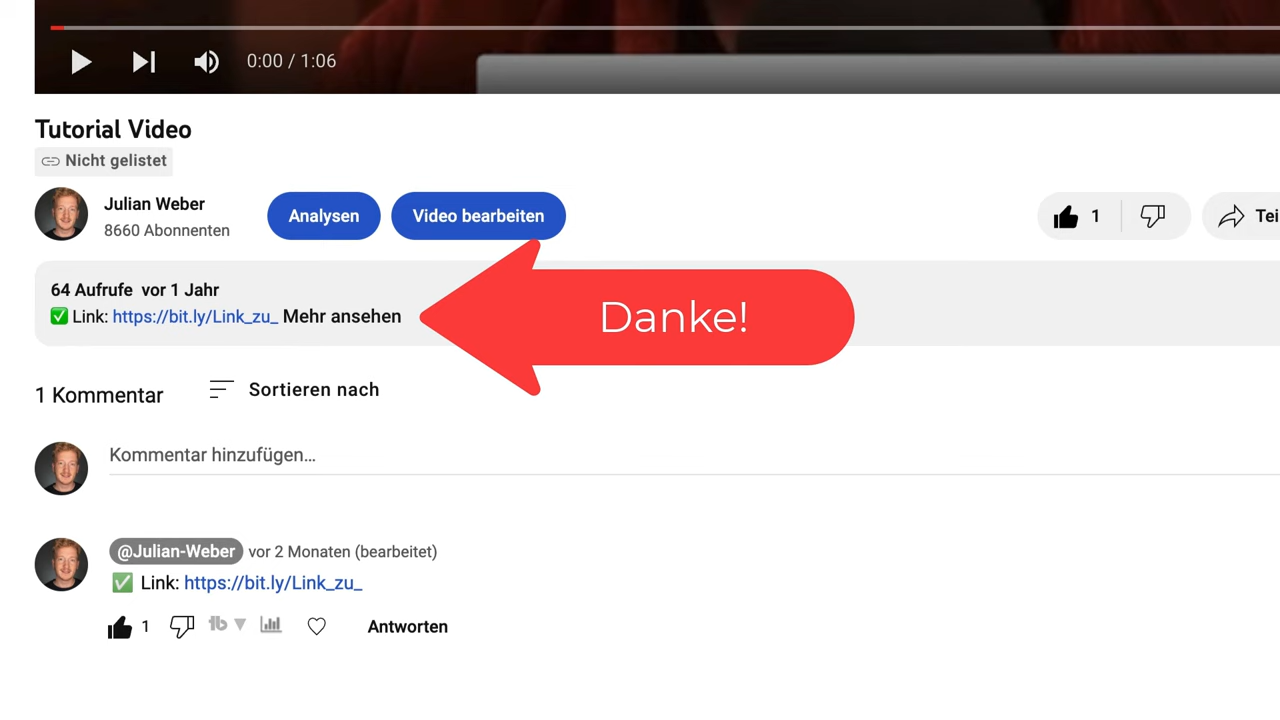 0:00 / 1:06
Tutorial Video
Nicht gelistet
Julian Weber
8660 Abonnenten
Analysen
Video bearbeiten
1
Tei
64 Aufrufe vor 1 Jahr
✅ Link: https://bit.ly/Link_zu_ Mehr ansehen
Danke!
1 Kommentar
Sortieren nach
Kommentar hinzufügen...
@Julian-Weber vor 2 Monaten (bearbeitet)
✅ Link: https://bit.ly/Link_zu_
1
tb
Antworten